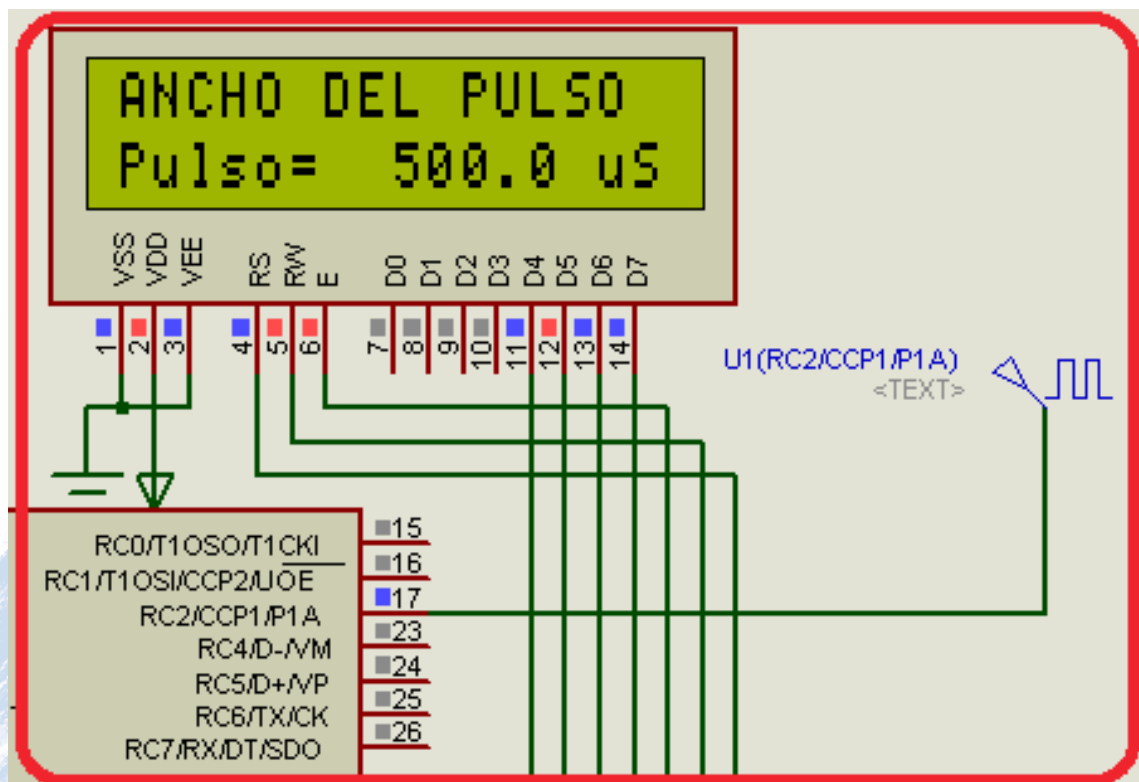 ANCHO DEL PULSO
Pulso= 500.0 uS
VSS
VDD
VEE
RS
RW
E
D0
D1
D2
D3
D4
D5
D6
D7
1
2
3
4
5
6
7
8
9
10
11
12
13
14
U1(RC2/CCP1/P1A)
<TEXT>
RC0/T1OSO/T1CKI 15
RC1/T1OSI/CCP2/UOE 16
RC2/CCP1/P1A 17
RC4/D-/VM 23
RC5/D+/VP 24
RC6/TX/CK 25
RC7/RX/DT/SDO 26